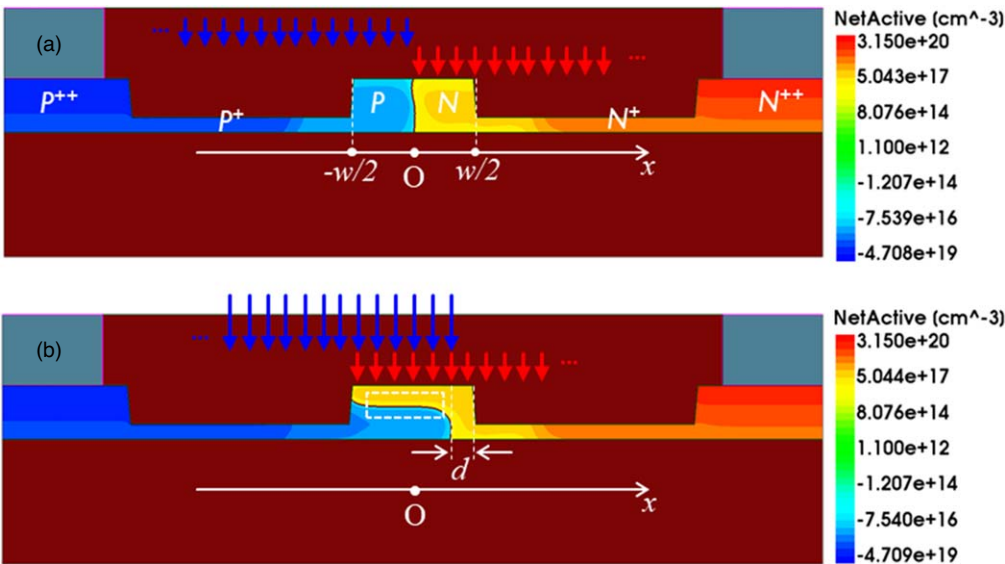 (a)
...
...
P++
P+
P
N
N+
N++
-w/2
O
w/2
x
NetActive (cm^-3)
3.150e+20
5.043e+17
8.076e+14
1.100e+12
-1.207e+14
-7.539e+16
-4.708e+19
(b)
...
...
d
O
x
NetActive (cm^-3)
3.150e+20
5.044e+17
8.076e+14
1.100e+12
-1.207e+14
-7.540e+16
-4.709e+19